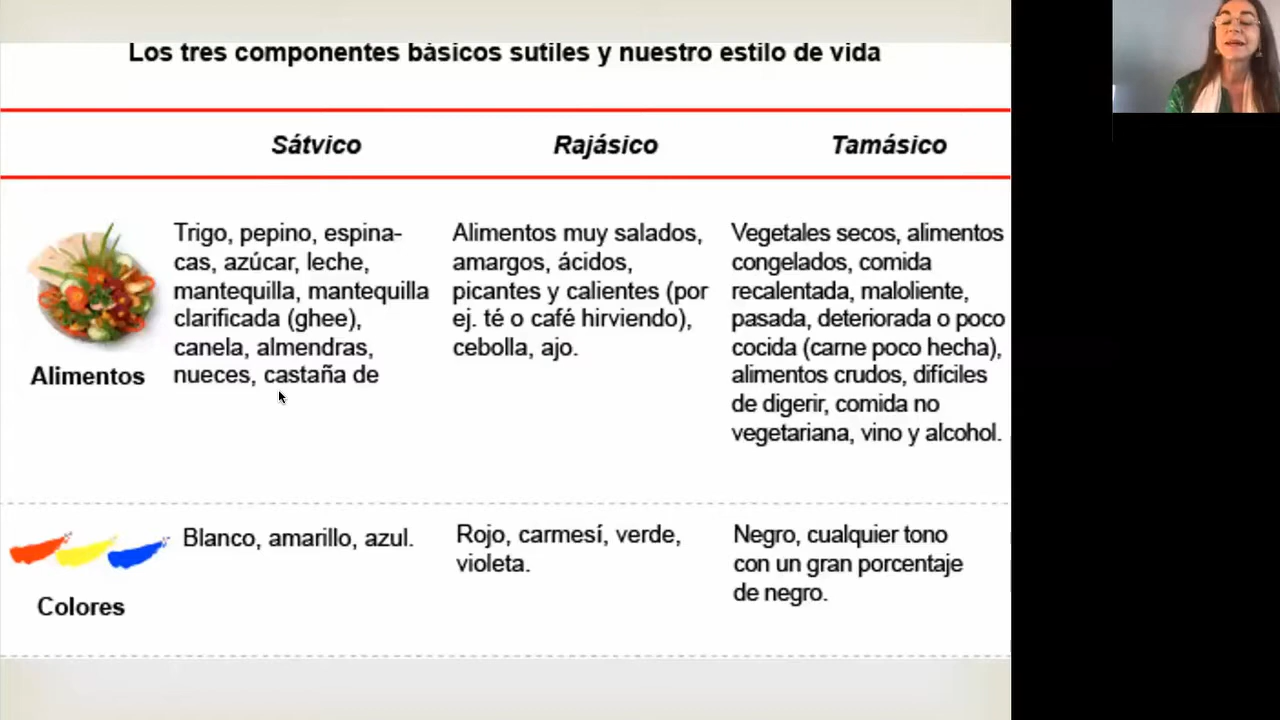 Los tres componentes básicos sutiles y nuestro estilo de vida
Sátvico
Rajásico
Tamásico
Alimentos
Trigo, pepino, espina-
cas, azúcar, leche,
mantequilla, mantequilla
clarificada (ghee),
canela, almendras,
nueces, castaña de
Alimentos muy salados,
amargos, ácidos,
picantes y calientes (por
ej. té o café hirviendo),
cebolla, ajo.
Vegetales secos, alimentos
congelados, comida
recalentada, maloliente,
pasada, deteriorada o poco
cocida (carne poco hecha),
alimentos crudos, difíciles
de digerir, comida no
vegetariana, vino y alcohol.
Colores
Blanco, amarillo, azul.
Rojo, carmesí, verde,
violeta.
Negro, cualquier tono
con un gran porcentaje
de negro.